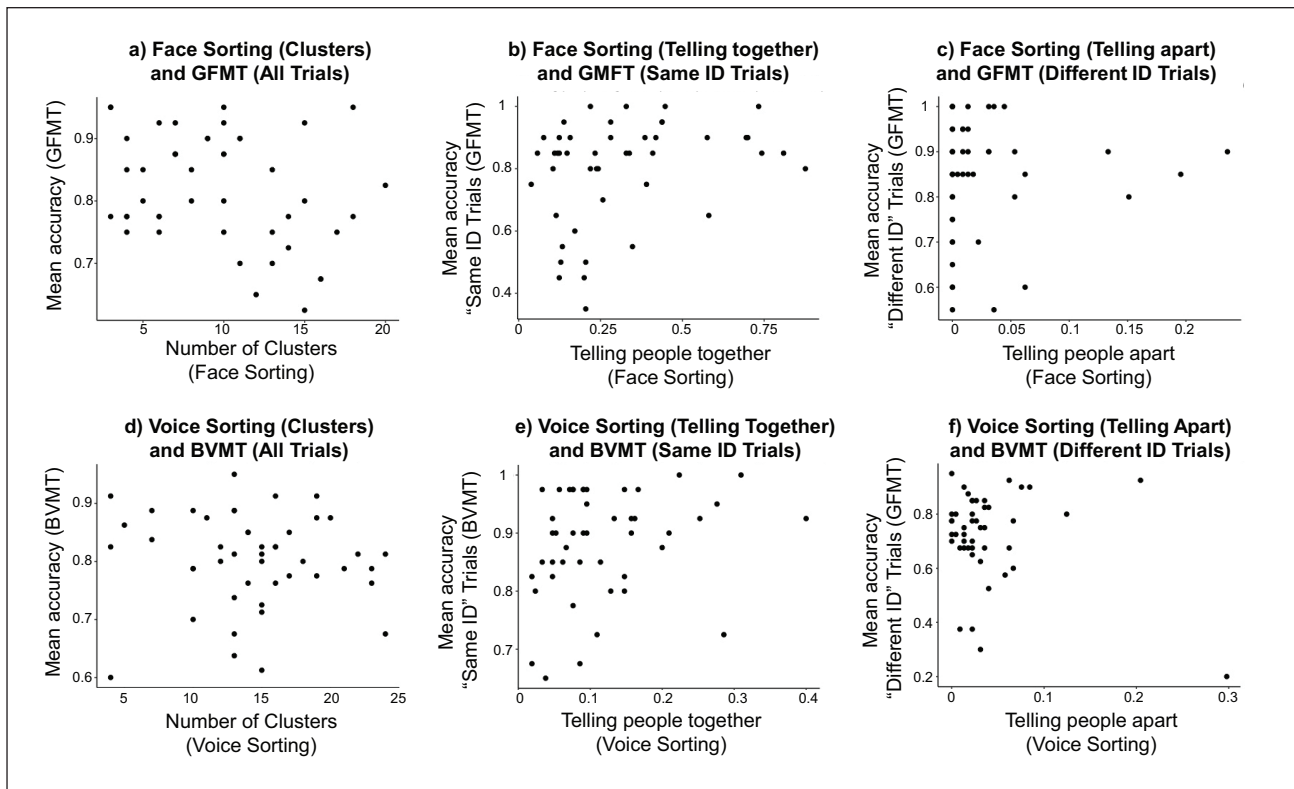 a) Face Sorting (Clusters)
and GFMT (All Trials)
Mean accuracy (GFMT)
0.9
0.8
0.7
5
10
15
20
Number of Clusters
(Face Sorting)
b) Face Sorting (Telling together)
and GMFT (Same ID Trials)
Mean accuracy
“Same ID Trials (GFMT)
1
0.8
0.6
0.4
0
0.25
0.5
0.75
Telling people together
(Face Sorting)
c) Face Sorting (Telling apart)
and GFMT (Different ID Trials)
Mean accuracy
“Different ID” Trials (GFMT)
1
0.9
0.8
0.7
0.6
0
0.05
0.1
0.15
0.2
Telling people apart
(Face Sorting)
d) Voice Sorting (Clusters)
and BVMT (All Trials)
Mean accuracy (BVMT)
0.9
0.8
0.7
0.6
5
10
15
20
25
Number of Clusters
(Voice Sorting)
e) Voice Sorting (Telling Together)
and BVMT (Same ID Trials)
Mean accuracy
“Same ID” Trials (BVMT)
1
0.9
0.8
0.7
0
0.1
0.2
0.3
0.4
Telling people together
(Voice Sorting)
f) Voice Sorting (Telling Apart)
and BVMT (Different ID Trials)
Mean accuracy
“Different ID” Trials (GFMT)
0.8
0.6
0.4
0.2
0
0.1
0.2
0.3
Telling people apart
(Voice Sorting)